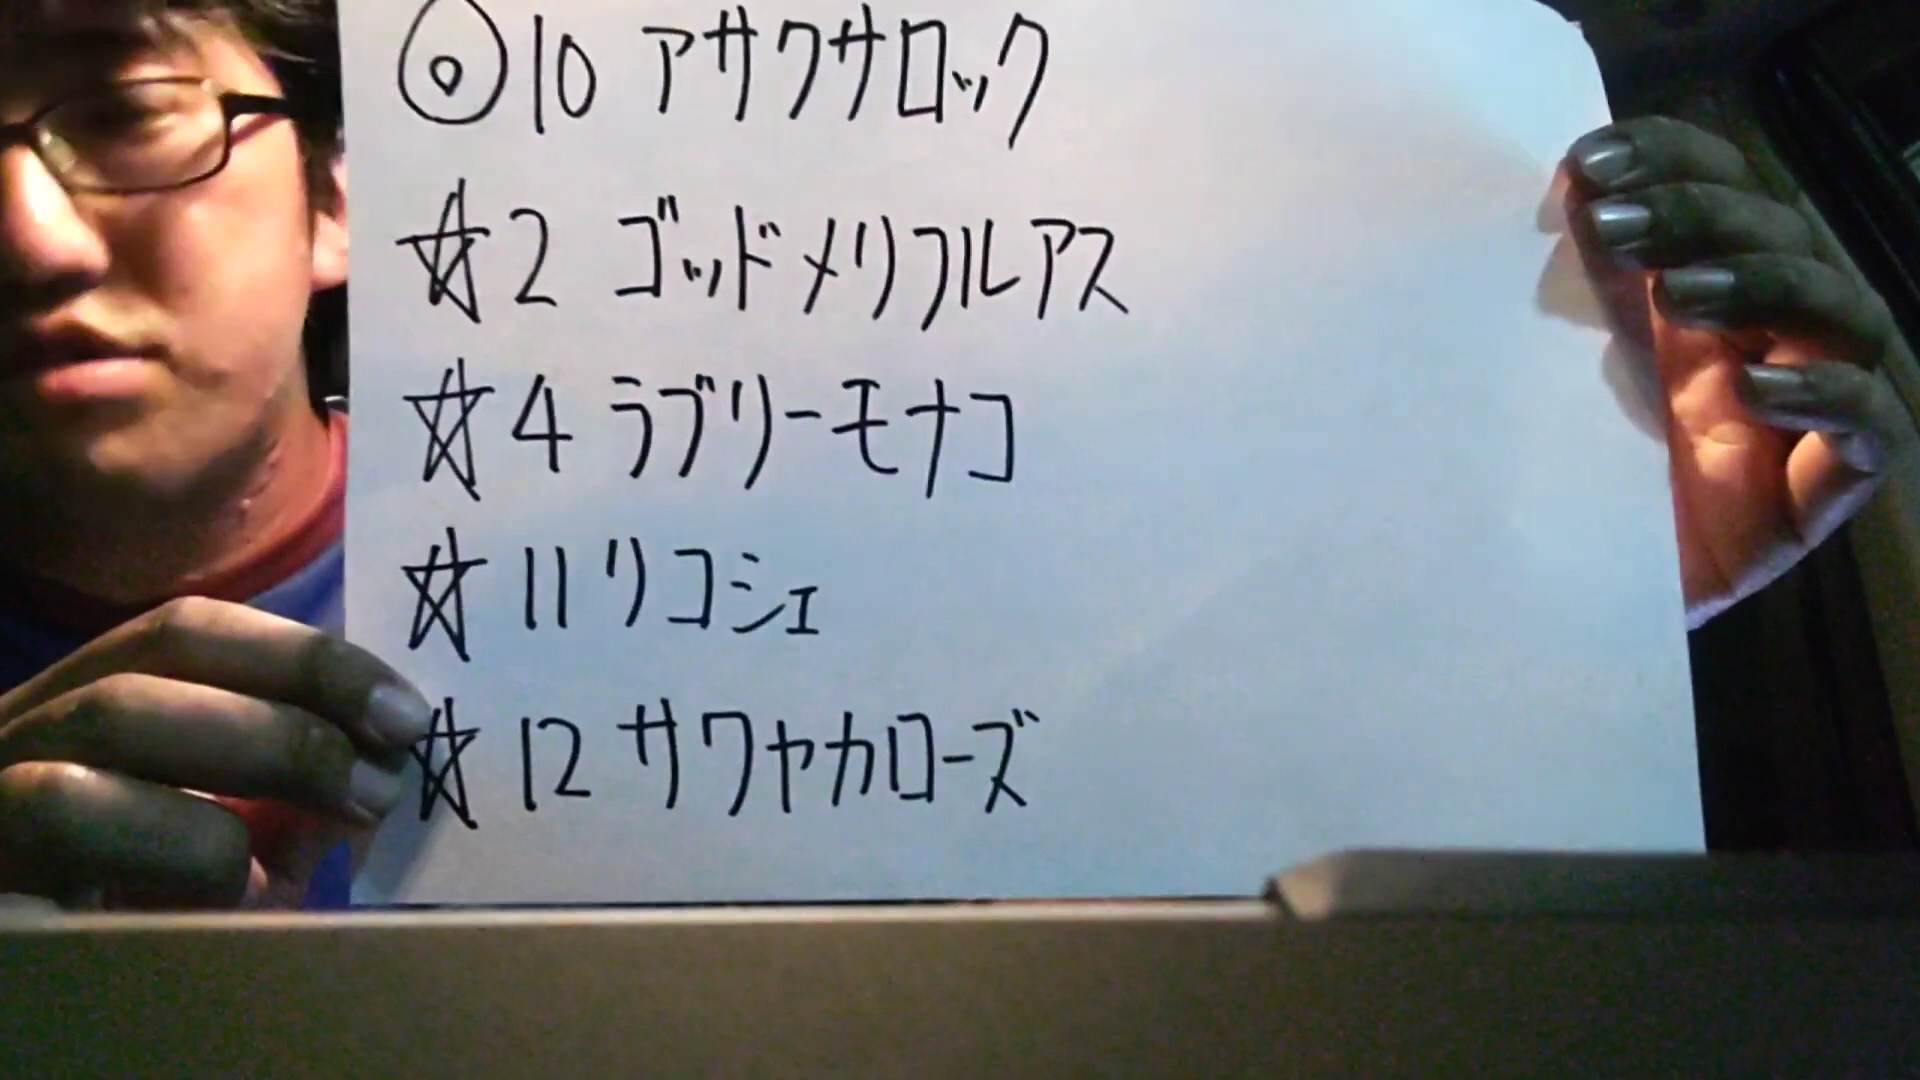 ◎10 アサクサロック
☆2 ゴッドメリフルアス
☆4 ラブリーモナコ
☆11 リコシェ
☆12 サワヤカローズ